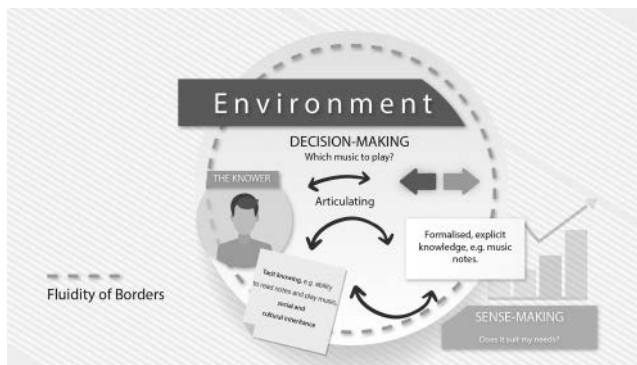 Environment
DECISION-MAKING
Which music to play?
THE KNOWER
Articulating
Formalised, explicit
knowledge, e.g. music
notes.
Tacit knowing, e.g. ability
to read notes and play music,
social and
cultural inheritance
Fluidity of Borders
SENSE-MAKING
Does it suit my needs?